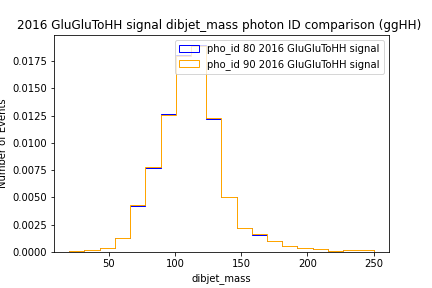 2016 GluGluToHH signal dibjet_mass photon ID comparison (ggHH)
pho_id 80 2016 GluGluToHH signal
pho_id 90 2016 GluGluToHH signal
Number of Events
0.0175
0.0150
0.0125
0.0100
0.0075
0.0050
0.0025
0.0000
50 100 150 200 250
dibjet_mass